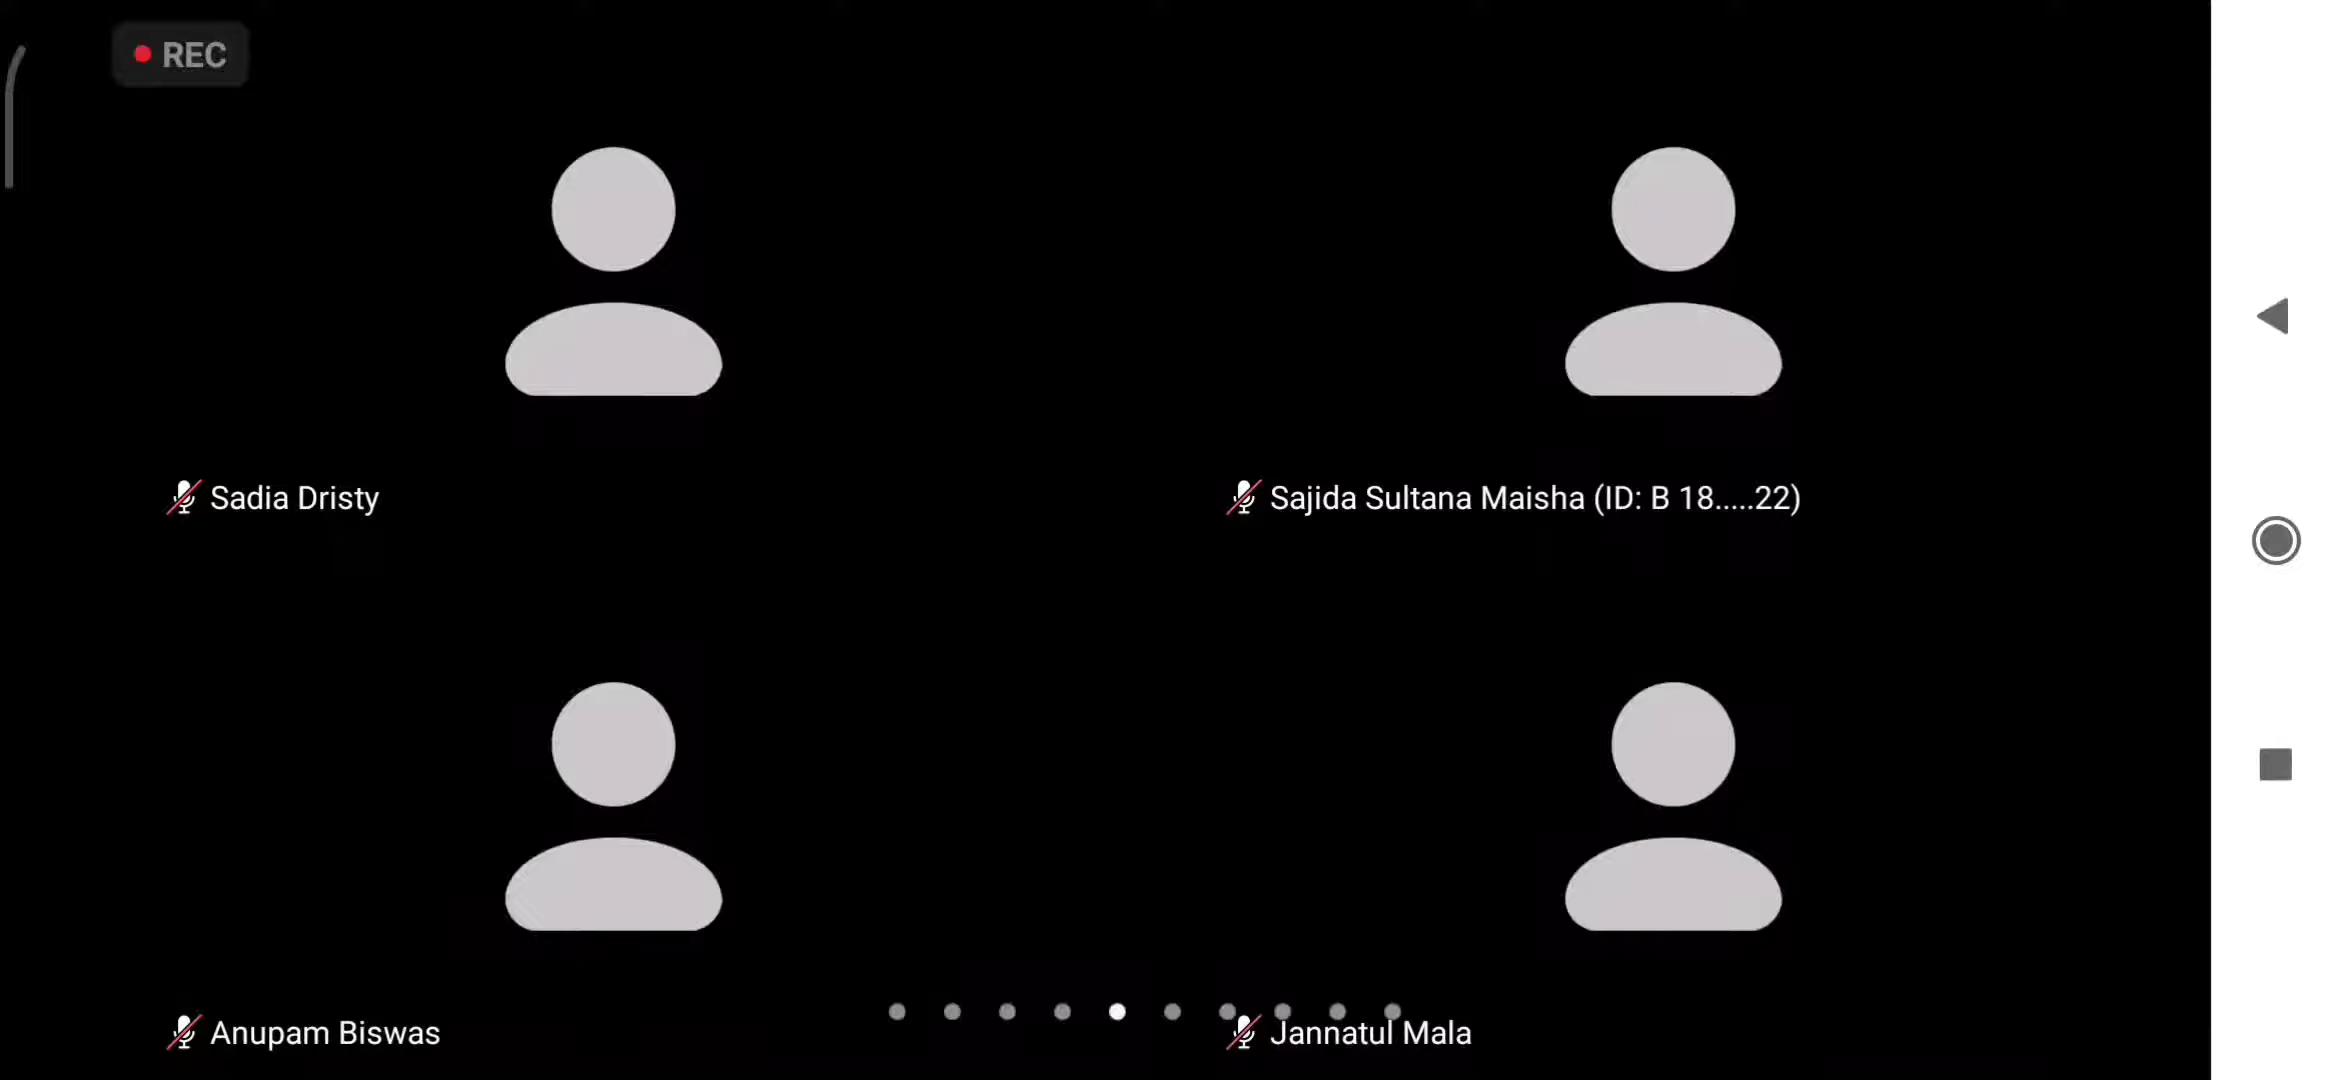 REC
Sadia Dristy
Sajida Sultana Maisha (ID: B 18.....22)
Anupam Biswas
Jannatul Mala